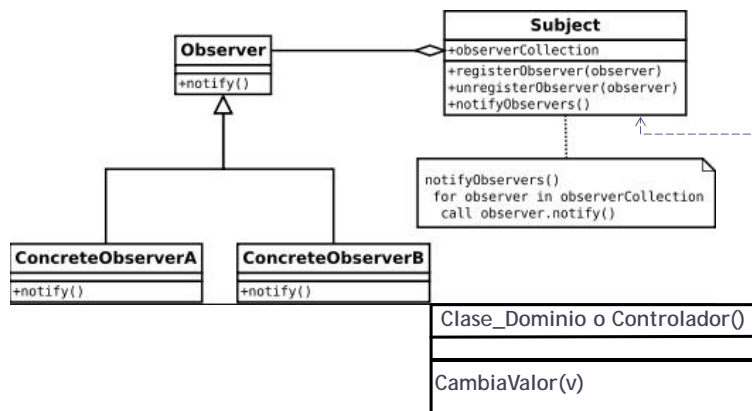 Subject
+observerCollection
+registerObserver(observer)
+unregisterObserver(observer)
+notifyObservers()
Observer
+notify()
notifyObservers()
for observer in observerCollection
call observer.notify()
ConcreteObserverA
+notify()
ConcreteObserverB
+notify()
Clase_Dominio o Controlador()
CambiaValor(v)